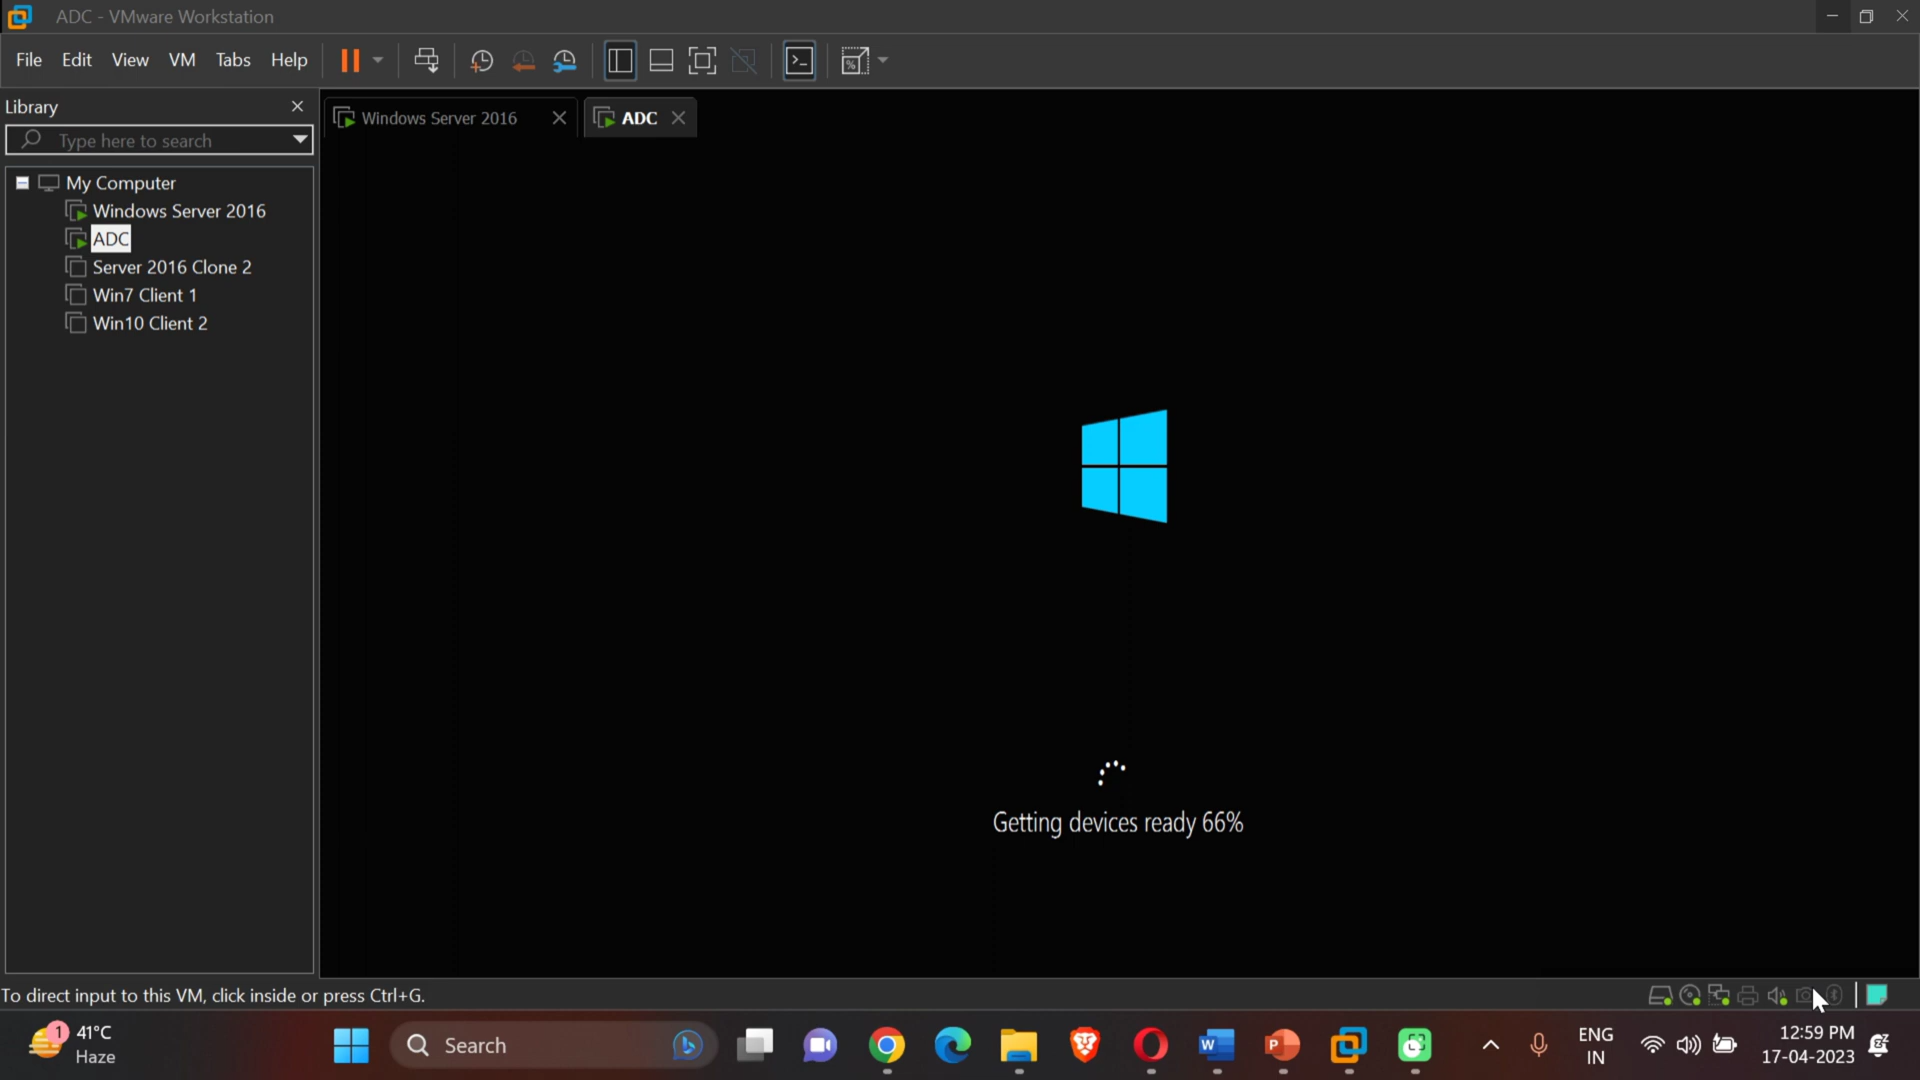 ADC - VMware Workstation
File Edit View VM Tabs Help
Library
Type here to search
My Computer
Windows Server 2016
ADC
Server 2016 Clone 2
Win7 Client 1
Win10 Client 2
Windows Server 2016
ADC
Getting devices ready 66%
To direct input to this VM, click inside or press Ctrl+G.
1
41°C
Haze
Search
W
P
ENG
IN
12:59 PM
17-04-2023